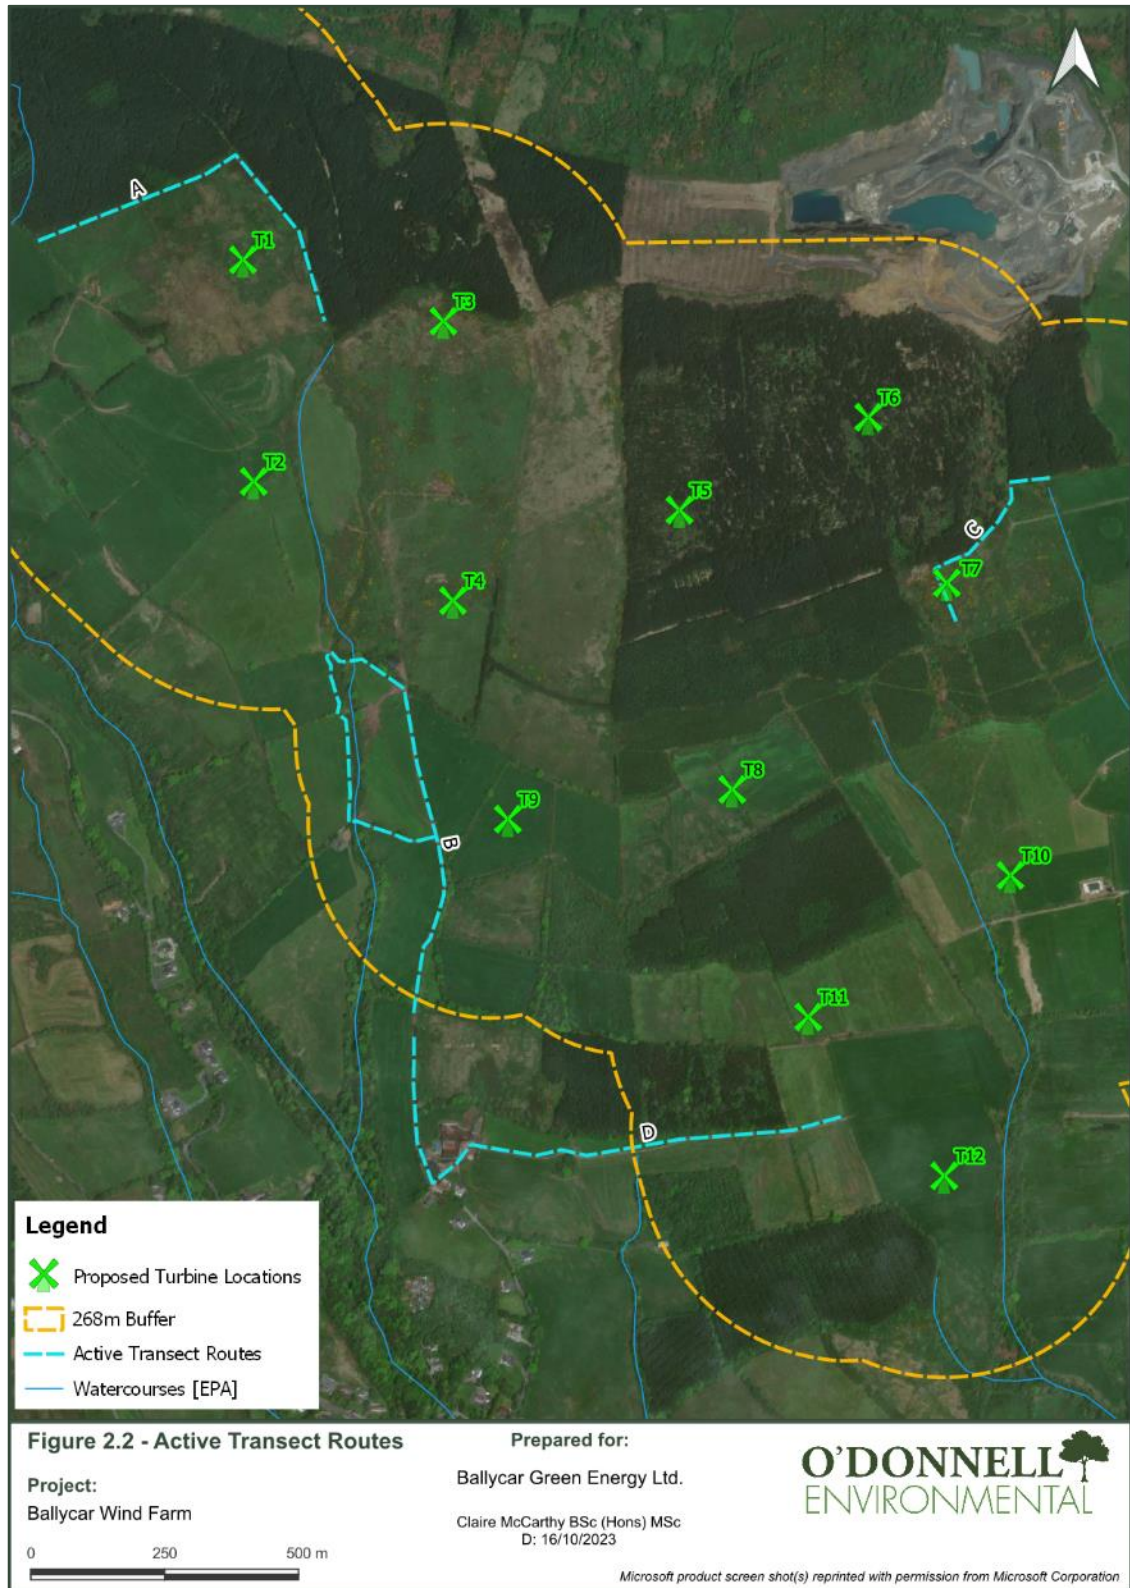 A
T1
T3
T6
T2
T5
C
T7
T4
T8
T9
B
T10
T11
D
T12
Legend
Proposed Turbine Locations
268m Buffer
Active Transect Routes
Watercourses [EPA]
Figure 2.2 - Active Transect Routes
Project:
Ballycar Wind Farm
0 250 500 m
Prepared for:
Ballycar Green Energy Ltd.
Claire McCarthy BSc (Hons) MSc
D: 16/10/2023
O'DONNELL
ENVIRONMENTAL
Microsoft product screen shot(s) reprinted with permission from Microsoft Corporation